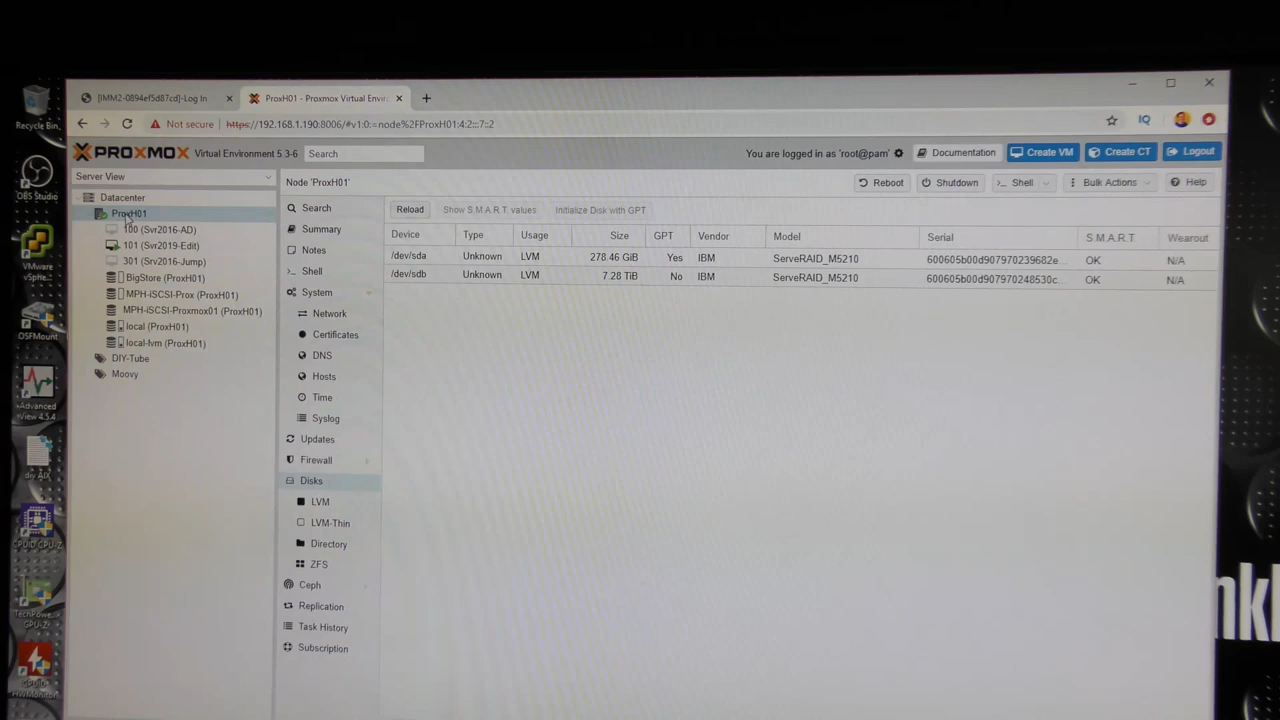 [IMM2-0894ef5d87cd]-Log In
ProxH01 - Proxmox Virtual Envir
Not secure
https://192.168.1.190:8006/#v1:0:=node%2FProxH01:4:2:::7::2
IQ
PROXMOX
Virtual Environment 5.3-6
Search
You are logged in as 'root@pam'
Documentation
Create VM
Create CT
Logout
Server View
Node 'ProxH01'
Reboot
Shutdown
Shell
Bulk Actions
Help
Datacenter
ProxH01
100 (Svr2016-AD)
101 (Svr2019-Edit)
301 (Svr2016-Jump)
BigStore (ProxH01)
MPH-iSCSI-Prox (ProxH01)
MPH-iSCSI-Proxmox01 (ProxH01)
local (ProxH01)
local-lvm (ProxH01)
DIY-Tube
Moovy
Search
Summary
Notes
Shell
System
Network
Certificates
DNS
Hosts
Time
Syslog
Updates
Firewall
Disks
LVM
LVM-Thin
Directory
ZFS
Ceph
Replication
Task History
Subscription
Reload
Show S.M.A.R.T. values
Initialize Disk with GPT
Device Type Usage Size GPT Vendor Model Serial S.M.A.R.T. Wearout
/dev/sda Unknown LVM 278.46 GiB Yes IBM ServeRAID_M5210 600605b00d907970239682e... OK N/A
/dev/sdb Unknown LVM 7.28 TiB No IBM ServeRAID_M5210 600605b00d907970248530c... OK N/A
Recycle Bin
OBS Studio
VMware
vSphe...
OSFMount
Advanced
View 4.5.4
diy AIX
CPUID CPU-Z
TechPowe...
GPU-Z
CPUID
HWMonitor